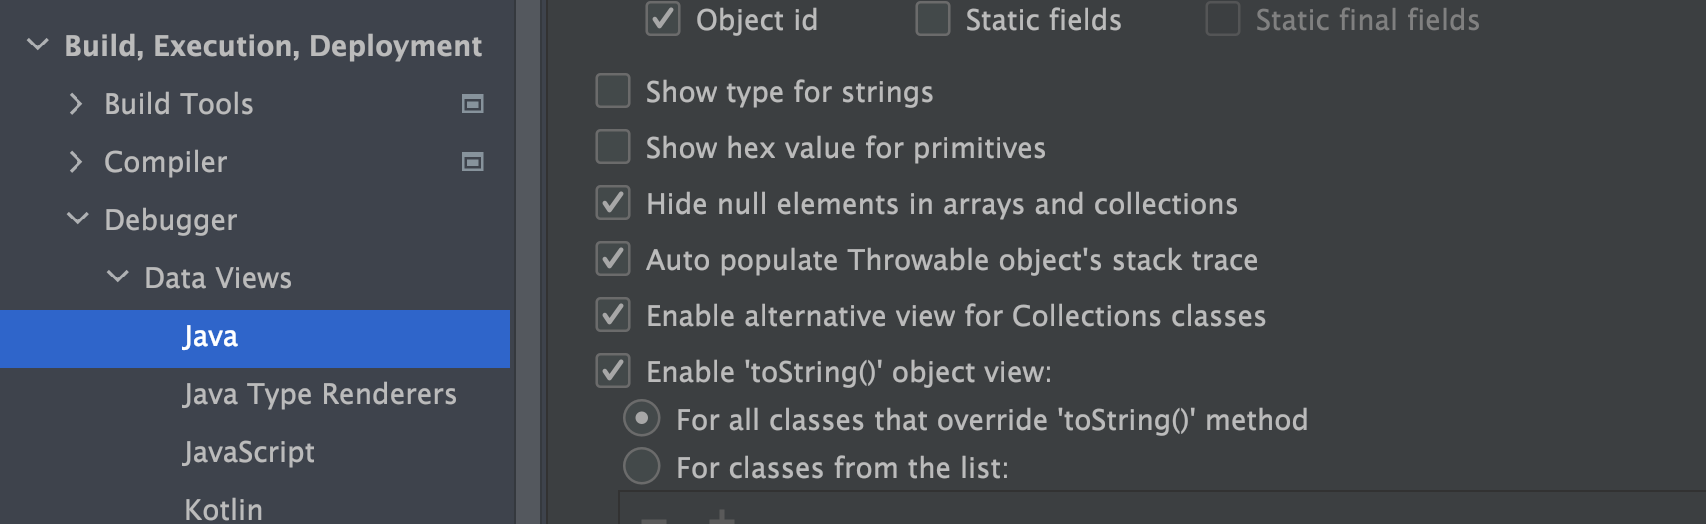 Build, Execution, Deployment
Build Tools
Compiler
Debugger
Data Views
Java
Java Type Renderers
JavaScript
Kotlin
Object id Static fields Static final fields
Show type for strings
Show hex value for primitives
Hide null elements in arrays and collections
Auto populate Throwable object's stack trace
Enable alternative view for Collections classes
Enable 'toString()' object view:
For all classes that override 'toString()' method
For classes from the list: